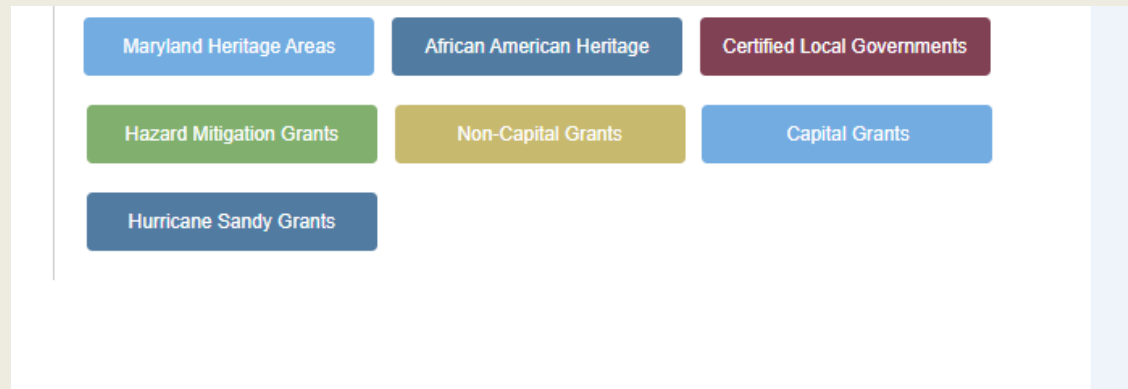 Maryland Heritage Areas
African American Heritage
Certified Local Governments
Hazard Mitigation Grants
Non-Capital Grants
Capital Grants
Hurricane Sandy Grants